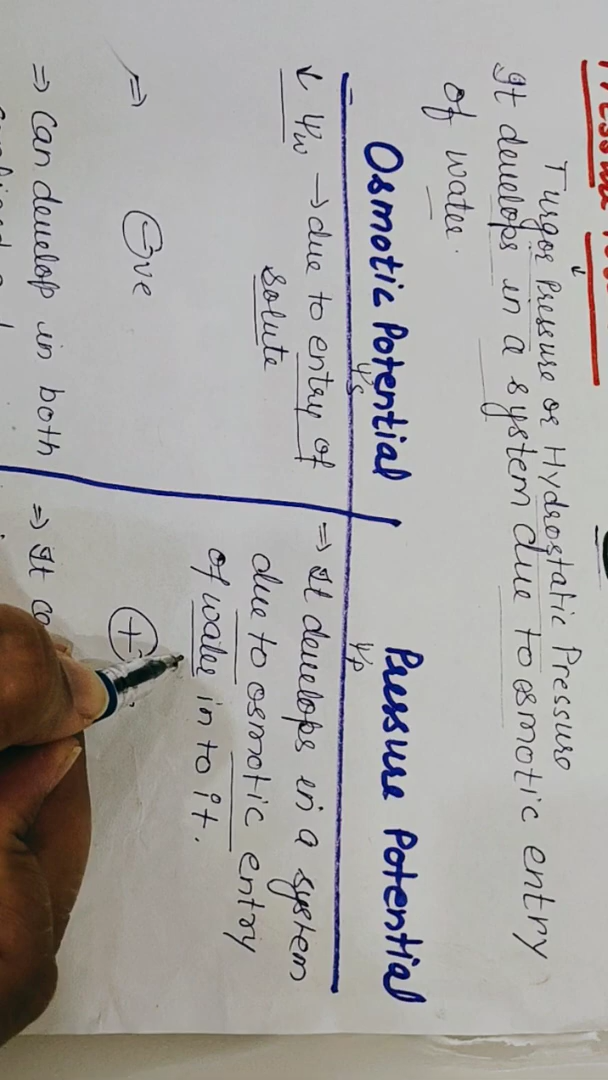 Pressure
Turgor Pressure or Hydrostatic Pressure
↓
It develops in a system due to osmotic entry
of water.
Osmotic Potential
Ψs
Pressure Potential
Ψp
↓ Ψw → due to entry of
solute
⇒ It develops in a system
due to osmotic entry
of water in to it.
⇒ ⊖ve
⊕
⇒ Can develop in both
⇒ It